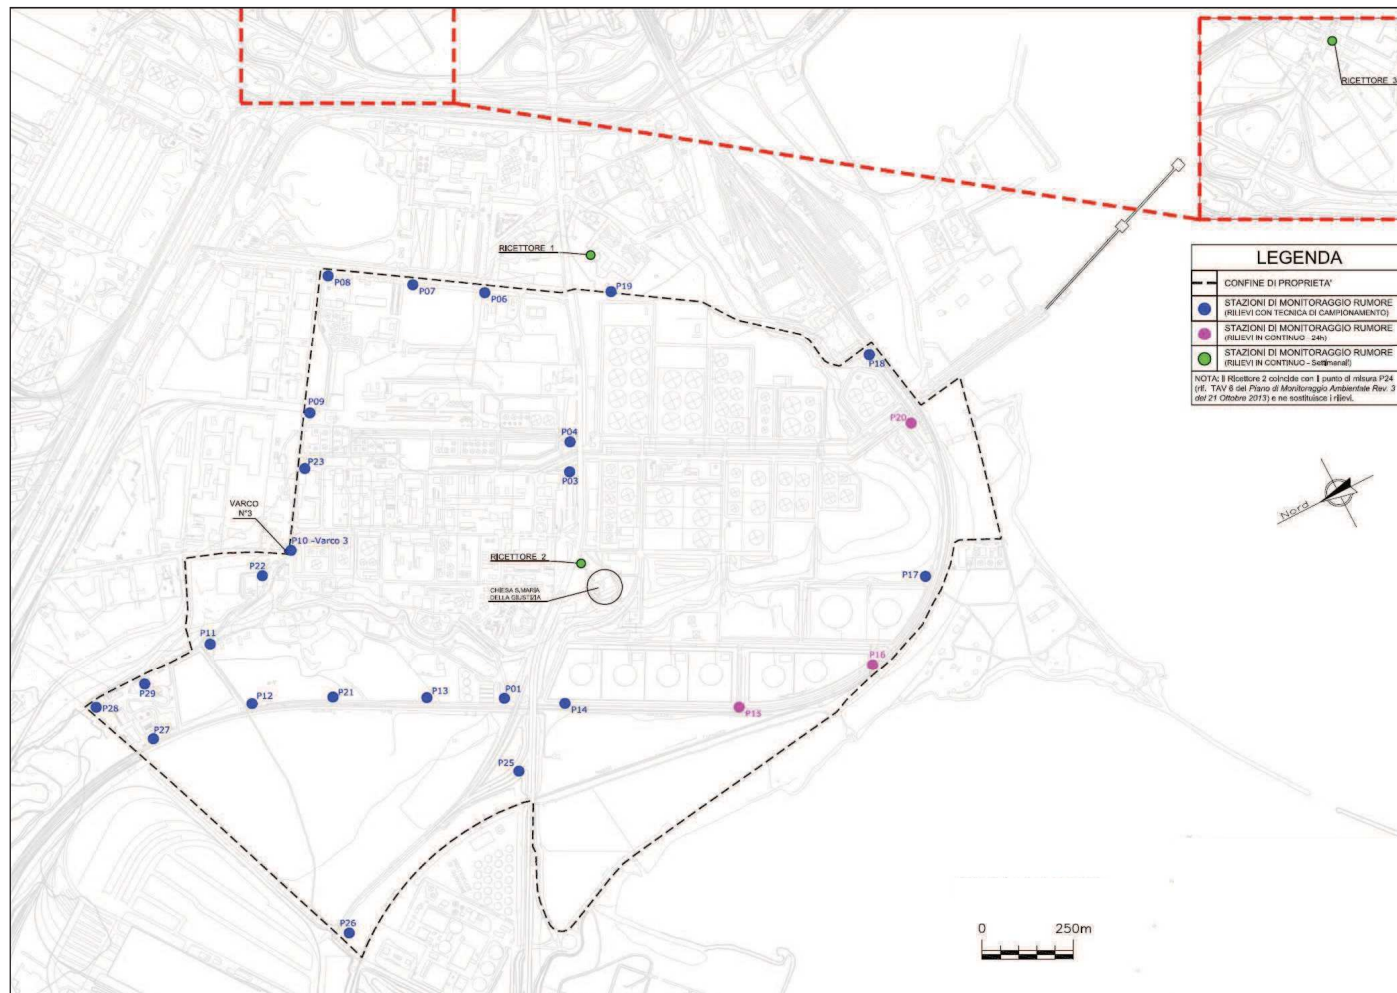 RICETTORE 3
RICETTORE 1
P08
P07
P06
P19
P18
P20
P09
P04
P23
P03
VARCO
N°3
P10 -Varco 3
RICETTORE 2
P22
CHIESA S.MARIA
DELLA GIUSTIZIA
P17
P11
P16
P29
P28
P12
P21
P13
P01
P14
P15
P27
P25
P26
LEGENDA
CONFINE DI PROPRIETA'
STAZIONI DI MONITORAGGIO RUMORE
(RILIEVI CON TECNICA DI CAMPIONAMENTO)
STAZIONI DI MONITORAGGIO RUMORE
(RILIEVI IN CONTINUO - 24h)
STAZIONI DI MONITORAGGIO RUMORE
(RILIEVI IN CONTINUO - Settimanali)
NOTA: il Ricettore 2 coincide con il punto di misura P24
(rif. TAV 6 del Piano di Monitoraggio Ambientale Rev. 3
del 21 Ottobre 2013) e ne sostituisce i rilievi.
Nord
0 250m